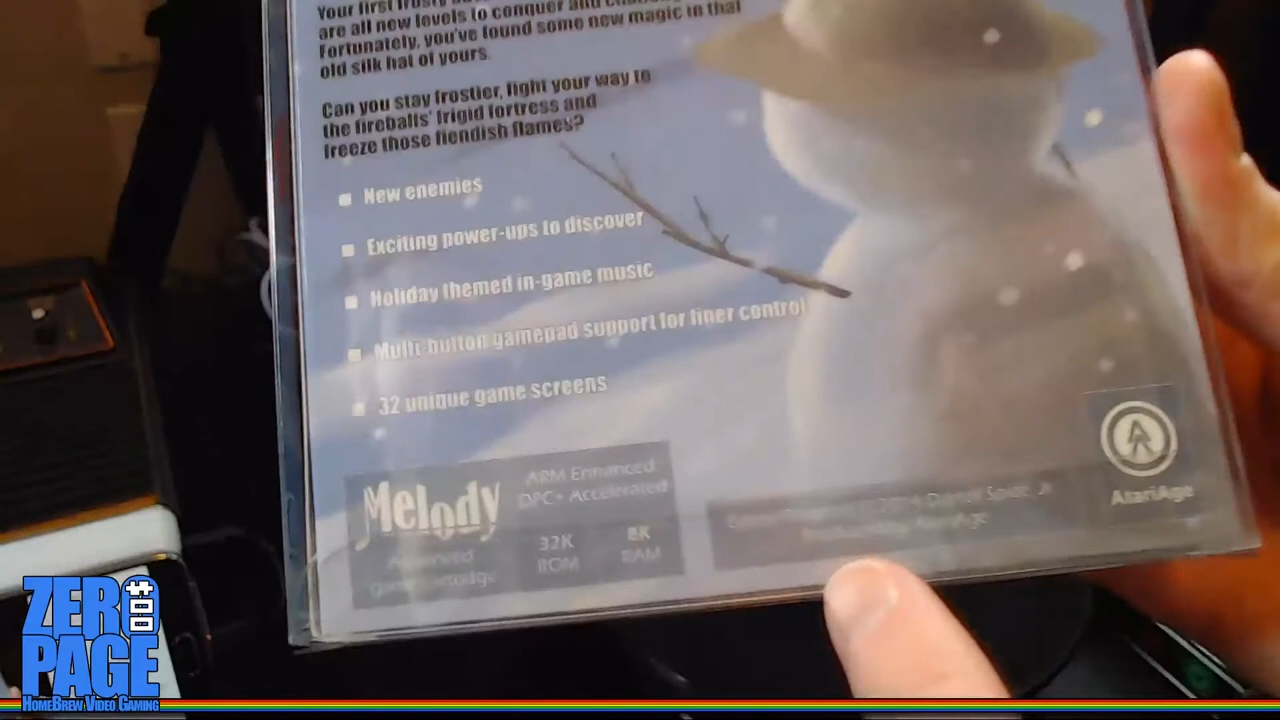 Your first
are all new levels to conquer and
Fortunately, you've found some new magic in that
old silk hat of yours.
Can you stay frostier, fight your way to
the fireballs' frigid fortress and
freeze those fiendish flames?
New enemies
Exciting power-ups to discover
Holiday themed in-game music
Multi-button gamepad support for finer control
32 unique game screens
Melody
Advanced
ARM Enhanced
DPC+ Accelerated
32K
ROM
8K
RAM
AtariAge
ZERO
PAGE
HomeBrew Video Gaming